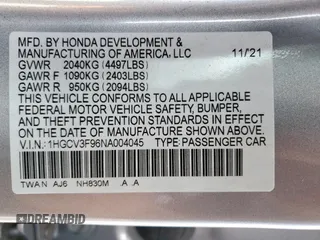 MFD. BY HONDA DEVELOPMENT &
MANUFACTURING OF AMERICA, LLC 11/21
GVWR 2040KG (4497LBS)
GAWR F 1090KG (2403LBS)
GAWR R 950KG (2094LBS)
THIS VEHICLE CONFORMS TO ALL APPLICABLE
FEDERAL MOTOR VEHICLE SAFETY, BUMPER,
AND THEFT PREVENTION STANDARDS IN EFFECT
ON THE DATE OF MANUFACTURE SHOWN ABOVE.
V.I.N.: 1HGCV3F96NA004045 TYPE: PASSENGER CAR
TWA N AJ6 NH830M .A .A
DREAMBID